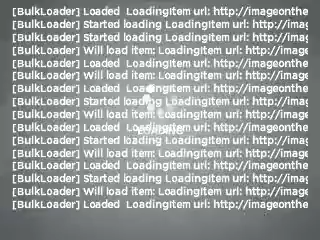 [BulkLoader] Loaded LoadingItem url: http://imageonthe
[BulkLoader] Started loading LoadingItem url: http://imag
[BulkLoader] Will load item: LoadingItem url: http://imag
[BulkLoader] Loaded LoadingItem url: http://imageonthe
[BulkLoader] Started loading LoadingItem url: http://imag
[BulkLoader] Will load item: LoadingItem url: http://imag
[BulkLoader] Loaded LoadingItem url: http://imageonthe
[BulkLoader] Started loading LoadingItem url: http://imag
[BulkLoader] Will load item: LoadingItem url: http://imag
[BulkLoader] Loaded LoadingItem url: http://imageonthe
[BulkLoader] Started loading LoadingItem url: http://imag
[BulkLoader] Will load item: LoadingItem url: http://imag
[BulkLoader] Loaded LoadingItem url: http://imageonthe
[BulkLoader] Started loading LoadingItem url: http://imag
[BulkLoader] Will load item: LoadingItem url: http://imag
[BulkLoader] Loaded LoadingItem url: http://imageonthe